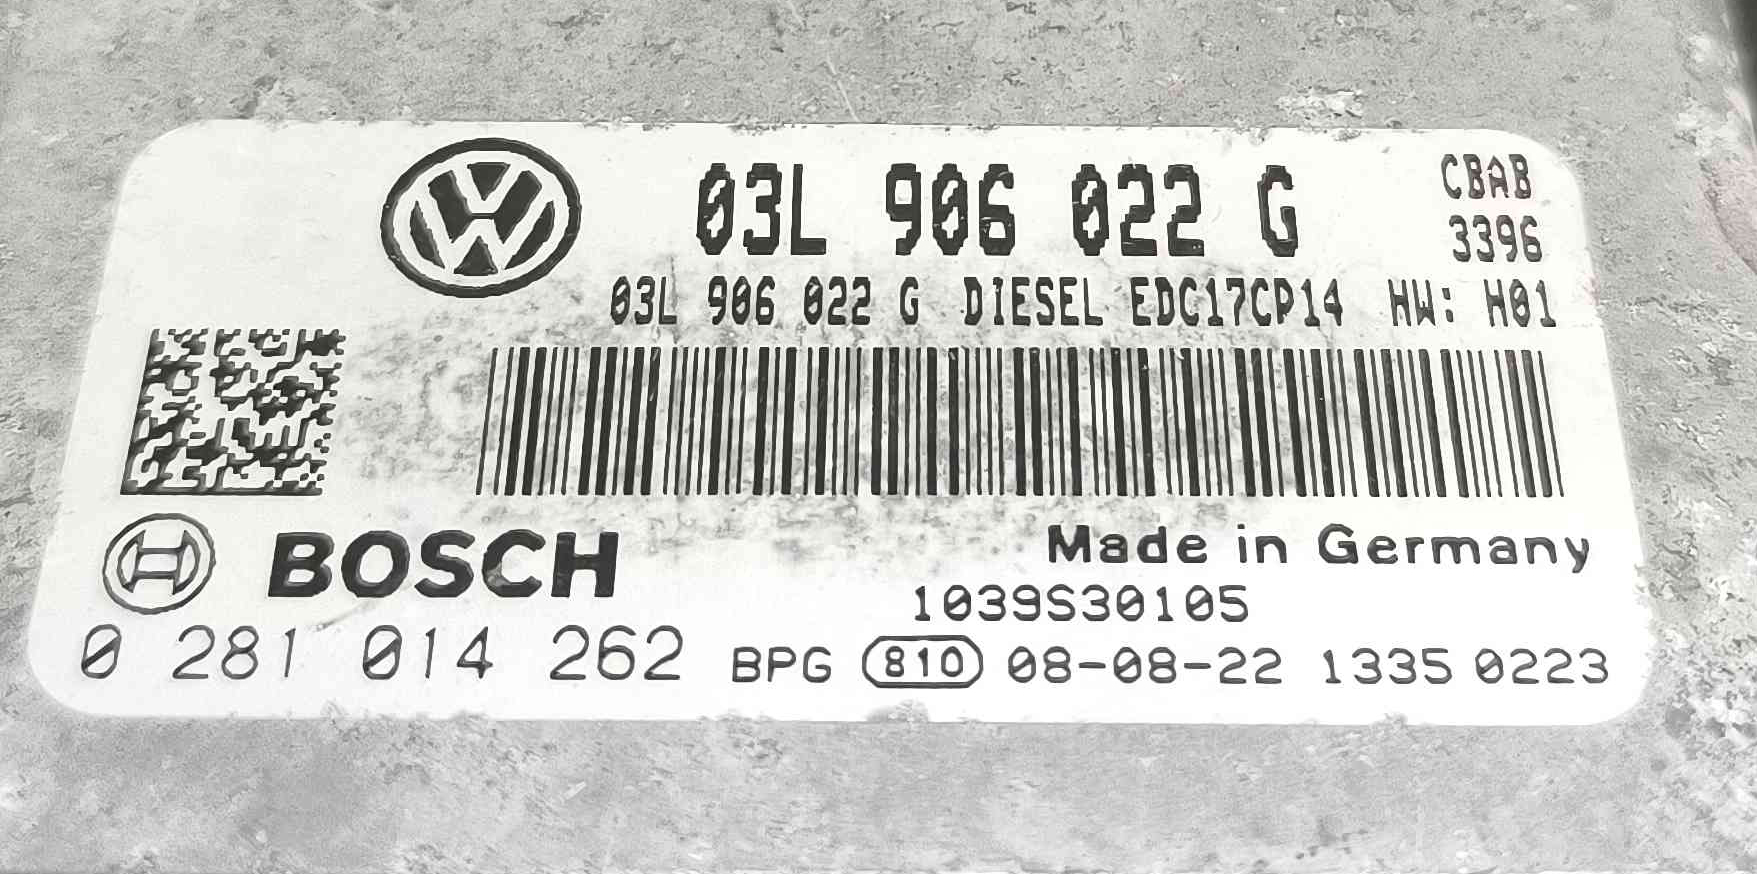 03L 906 022 G
CBAB
3396
03L 906 022 G DIESEL EDC17CP14 HW: H01
BOSCH
Made in Germany
1039S30105
0 281 014 262 BPG 810 08-08-22 1335 0223